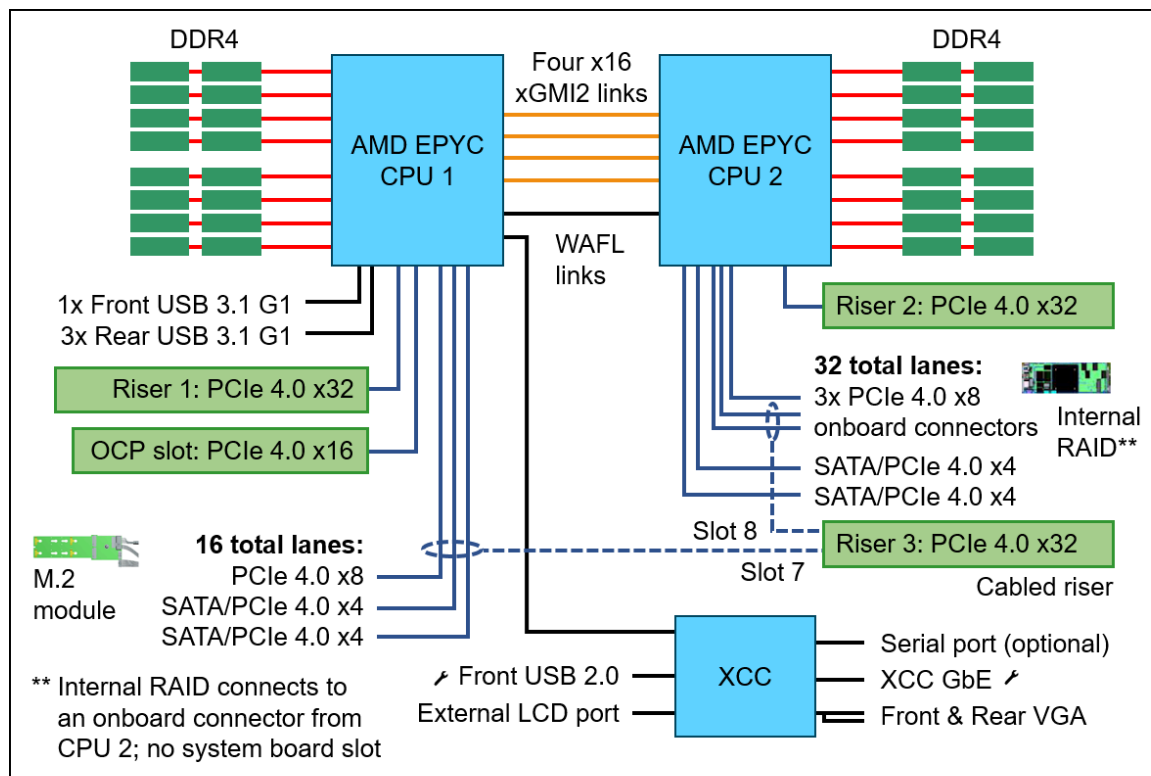 DDR4
DDR4
Four x16
xGMI2 links
AMD EPYC
CPU 1
AMD EPYC
CPU 2
WAFL
links
1x Front USB 3.1 G1
3x Rear USB 3.1 G1
Riser 1: PCIe 4.0 x32
OCP slot: PCIe 4.0 x16
Riser 2: PCIe 4.0 x32
32 total lanes:
3x PCIe 4.0 x8
onboard connectors
Internal
RAID**
SATA/PCIe 4.0 x4
SATA/PCIe 4.0 x4
Slot 8
Slot 7
Riser 3: PCIe 4.0 x32
Cabled riser
M.2
module
16 total lanes:
PCIe 4.0 x8
SATA/PCIe 4.0 x4
SATA/PCIe 4.0 x4
** Internal RAID connects to
an onboard connector from
CPU 2; no system board slot
Front USB 2.0
External LCD port
XCC
Serial port (optional)
XCC GbE
Front & Rear VGA